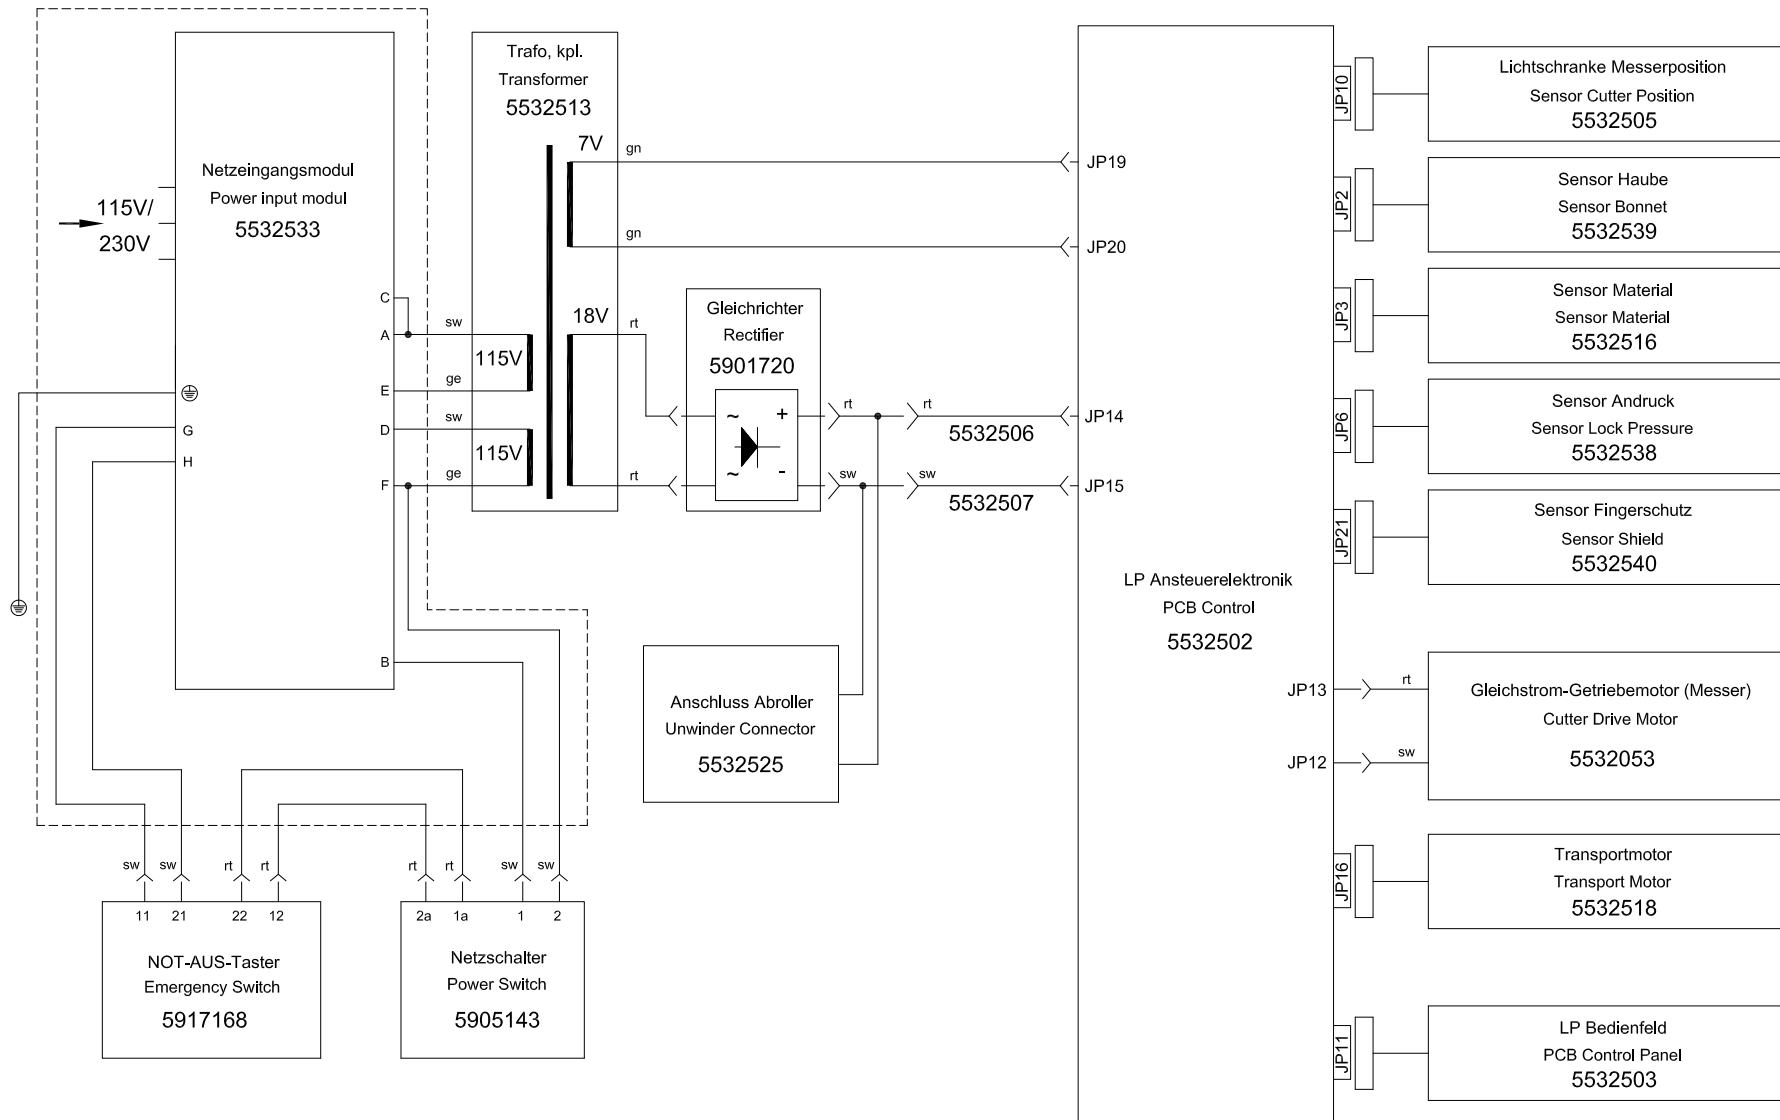 115V/
230V
Netzeingangsmodul
Power input modul
5532533
C
A
E
D
F
B
G
H
sw
ge
sw
ge
Trafo, kpl.
Transformer
5532513
115V
115V
7V
18V
gn
gn
rt
rt
Gleichrichter
Rectifier
5901720
~
+
~
-
rt
rt
sw
sw
5532506
5532507
Anschluss Abroller
Unwinder Connector
5532525
JP19
JP20
JP14
JP15
LP Ansteuerelektronik
PCB Control
5532502
JP10
Lichtschranke Messerposition
Sensor Cutter Position
5532505
JP2
Sensor Haube
Sensor Bonnet
5532539
JP3
Sensor Material
Sensor Material
5532516
JP6
Sensor Andruck
Sensor Lock Pressure
5532538
JP21
Sensor Fingerschutz
Sensor Shield
5532540
JP13
rt
JP12
sw
Gleichstrom-Getriebemotor (Messer)
Cutter Drive Motor
5532053
JP16
Transportmotor
Transport Motor
5532518
JP11
LP Bedienfeld
PCB Control Panel
5532503
sw sw rt rt
11 21 22 12
NOT-AUS-Taster
Emergency Switch
5917168
rt rt sw sw
2a 1a 1 2
Netzschalter
Power Switch
5905143